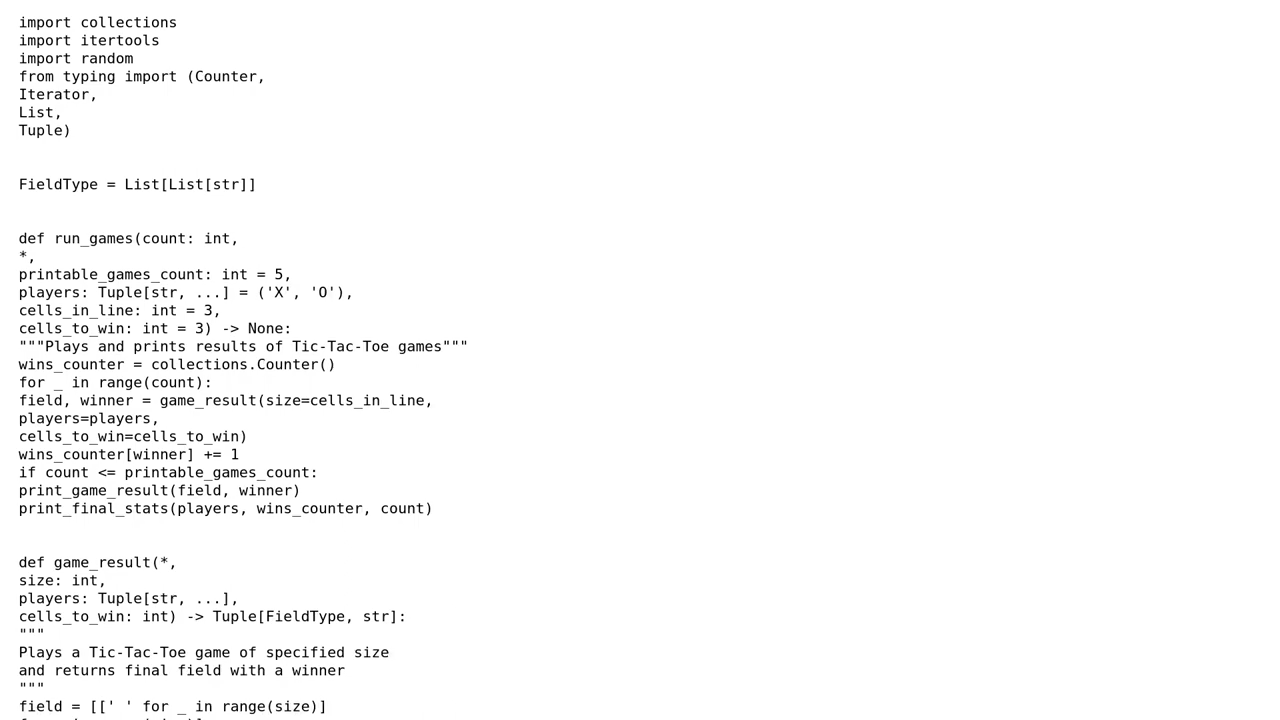 import collections
import itertools
import random
from typing import (Counter,
Iterator,
List,
Tuple)
FieldType = List[List[str]]
def run_games(count: int,
*,
printable_games_count: int = 5,
players: Tuple[str, ...] = ('X', 'O'),
cells_in_line: int = 3,
cells_to_win: int = 3) -> None:
"""Plays and prints results of Tic-Tac-Toe games"""
wins_counter = collections.Counter()
for _ in range(count):
field, winner = game_result(size=cells_in_line,
players=players,
cells_to_win=cells_to_win)
wins_counter[winner] += 1
if count <= printable_games_count:
print_game_result(field, winner)
print_final_stats(players, wins_counter, count)
def game_result(*,
size: int,
players: Tuple[str, ...],
cells_to_win: int) -> Tuple[FieldType, str]:
"""
Plays a Tic-Tac-Toe game of specified size
and returns final field with a winner
"""
field = [[' ' for _ in range(size)]